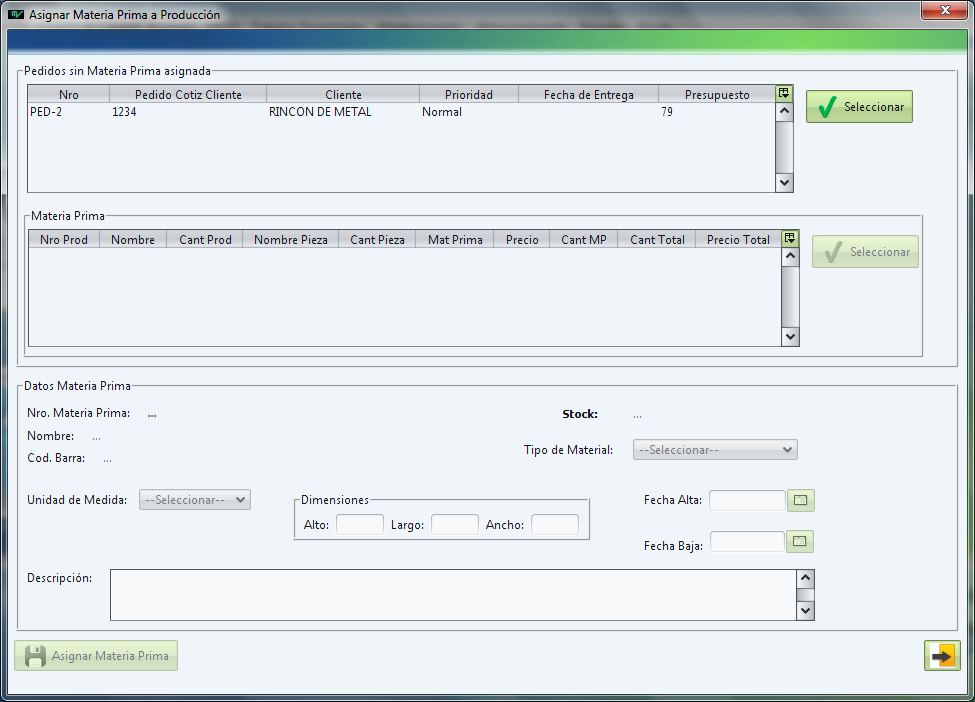 Asignar Materia Prima a Producción
Pedidos sin Materia Prima asignada
Nro Pedido Cotiz Cliente Cliente Prioridad Fecha de Entrega Presupuesto
PED-2 1234 RINCON DE METAL Normal 79
Seleccionar
Materia Prima
Nro Prod Nombre Cant Prod Nombre Pieza Cant Pieza Mat Prima Precio Cant MP Cant Total Precio Total
Seleccionar
Datos Materia Prima
Nro. Materia Prima: ...
Stock: ...
Nombre: ...
Tipo de Material: --Seleccionar--
Cod. Barra: ...
Unidad de Medida: --Seleccionar--
Dimensiones
Alto: Largo: Ancho:
Fecha Alta:
Fecha Baja:
Descripción:
Asignar Materia Prima